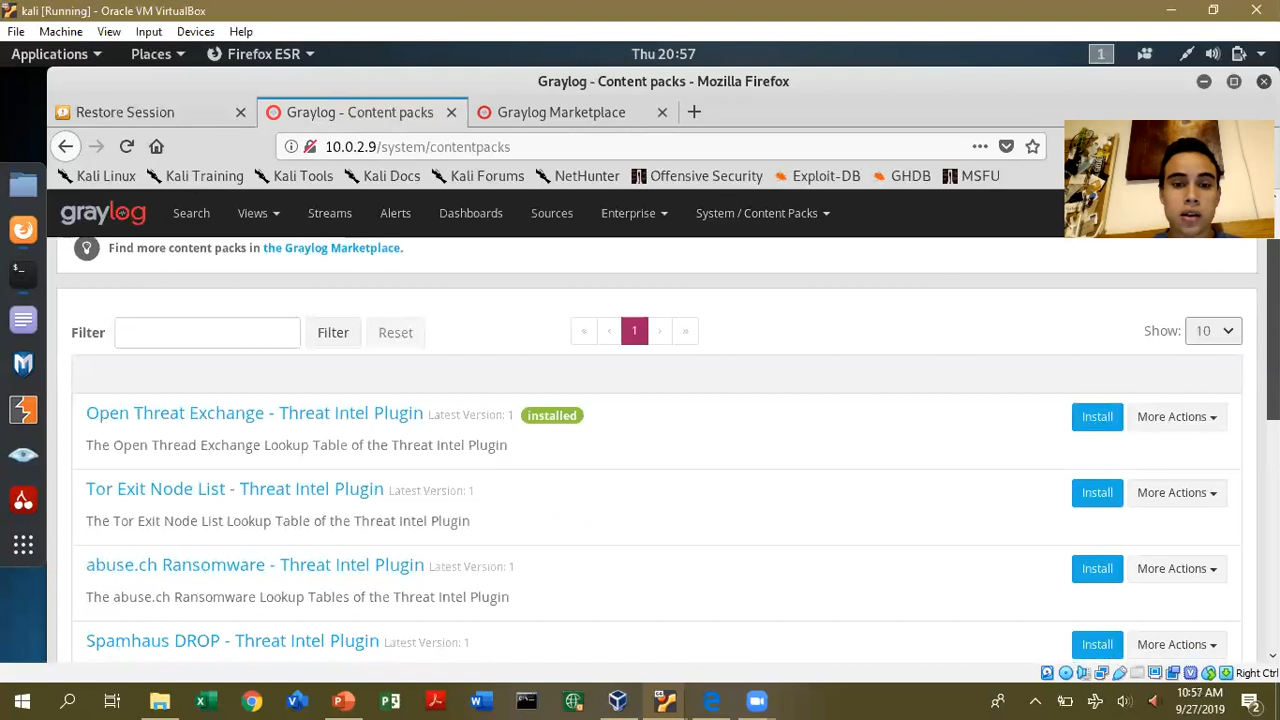 kali [Running] - Oracle VM VirtualBox
File Machine View Input Devices Help
Applications Places Firefox ESR Thu 20:57 1
Graylog - Content packs - Mozilla Firefox
Restore Session Graylog - Content packs Graylog Marketplace
10.0.2.9/system/contentpacks
Kali Linux Kali Training Kali Tools Kali Docs Kali Forums NetHunter Offensive Security Exploit-DB GHDB MSFU
graylog Search Views Streams Alerts Dashboards Sources Enterprise System / Content Packs
Find more content packs in the Graylog Marketplace.
Filter Filter Reset « ‹ 1 › » Show: 10
Open Threat Exchange - Threat Intel Plugin Latest Version: 1 installed Install More Actions
The Open Thread Exchange Lookup Table of the Threat Intel Plugin
Tor Exit Node List - Threat Intel Plugin Latest Version: 1 Install More Actions
The Tor Exit Node List Lookup Table of the Threat Intel Plugin
abuse.ch Ransomware - Threat Intel Plugin Latest Version: 1 Install More Actions
The abuse.ch Ransomware Lookup Tables of the Threat Intel Plugin
Spamhaus DROP - Threat Intel Plugin Latest Version: 1 Install More Actions
Right Ctrl
10:57 AM
9/27/2019
2